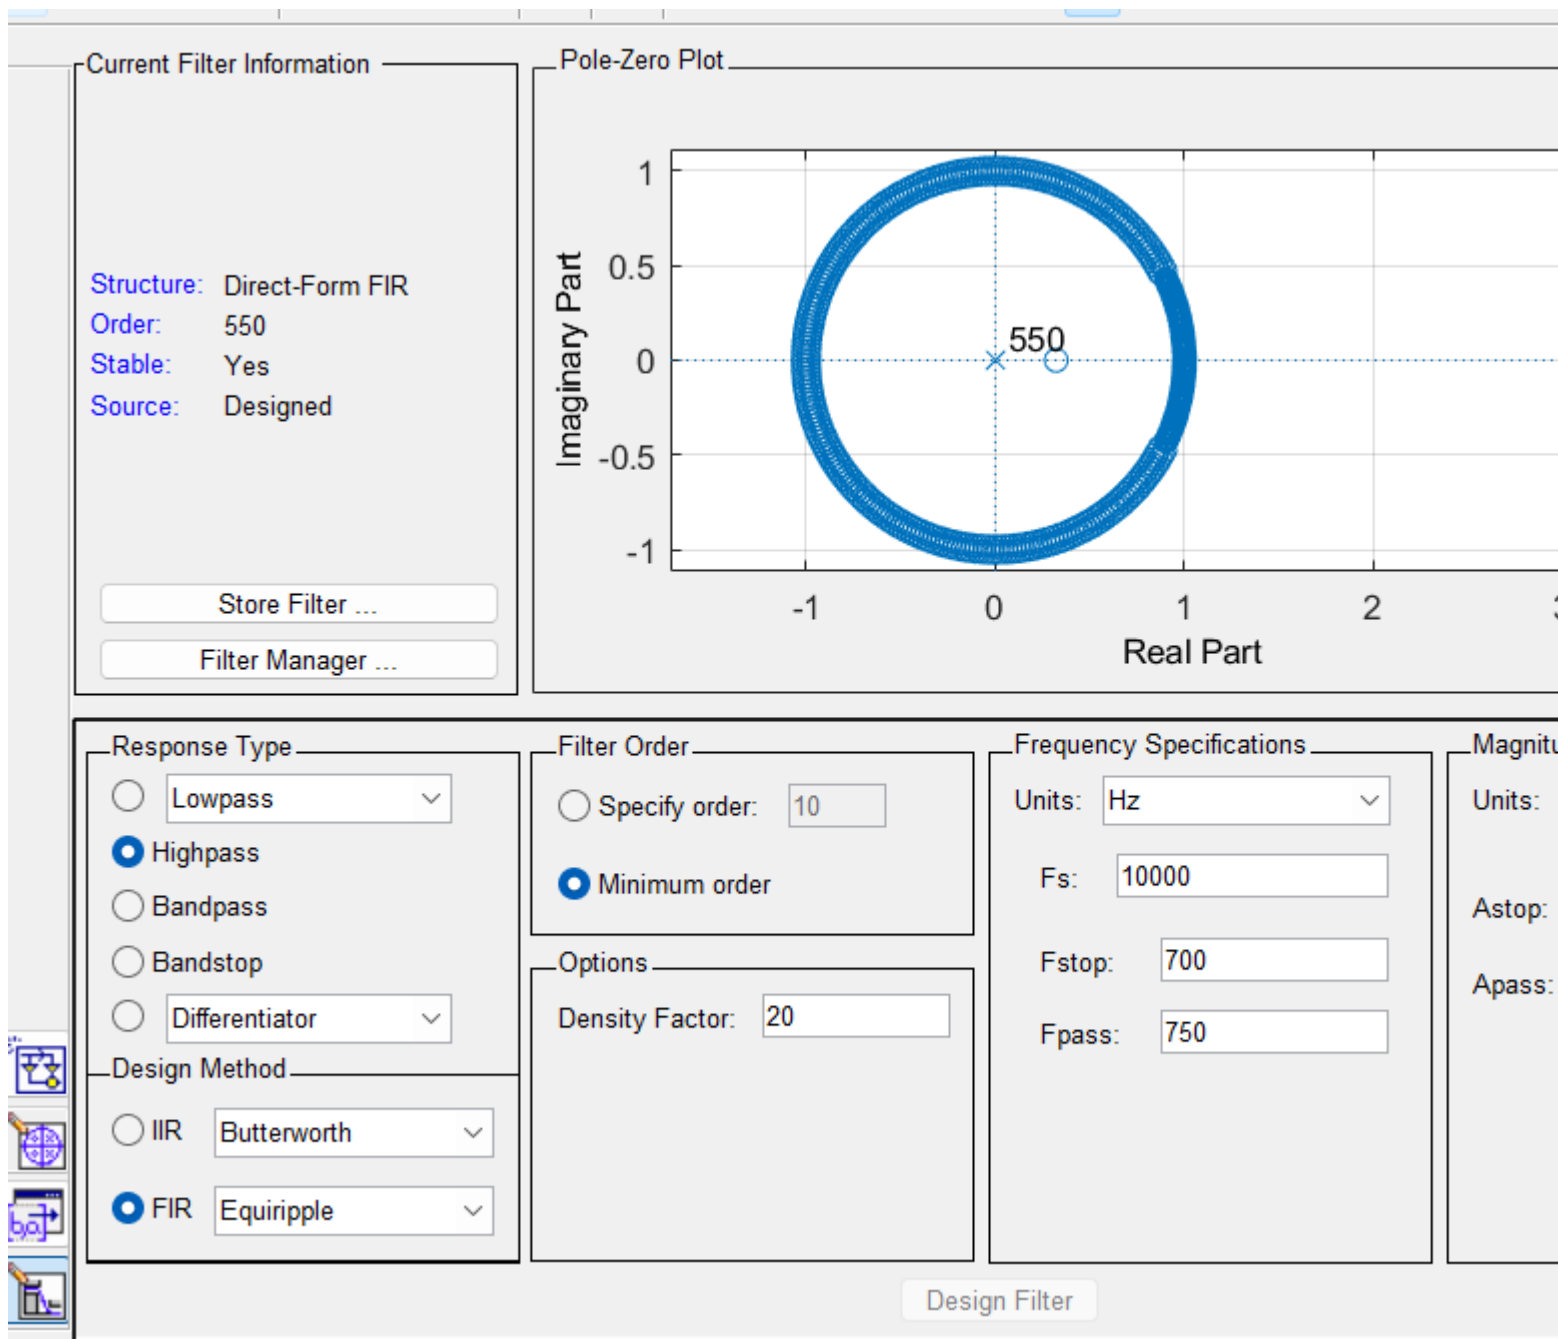 Current Filter Information
Structure: Direct-Form FIR
Order: 550
Stable: Yes
Source: Designed
Store Filter ...
Filter Manager ...
Pole-Zero Plot
Imaginary Part
1
0.5
0
-0.5
-1
550
-1 0 1 2
Real Part
Response Type
Lowpass
Highpass
Bandpass
Bandstop
Differentiator
Design Method
IIR Butterworth
FIR Equiripple
Filter Order
Specify order: 10
Minimum order
Options
Density Factor: 20
Frequency Specifications
Units: Hz
Fs: 10000
Fstop: 700
Fpass: 750
Magnitu
Units:
Astop:
Apass:
Design Filter